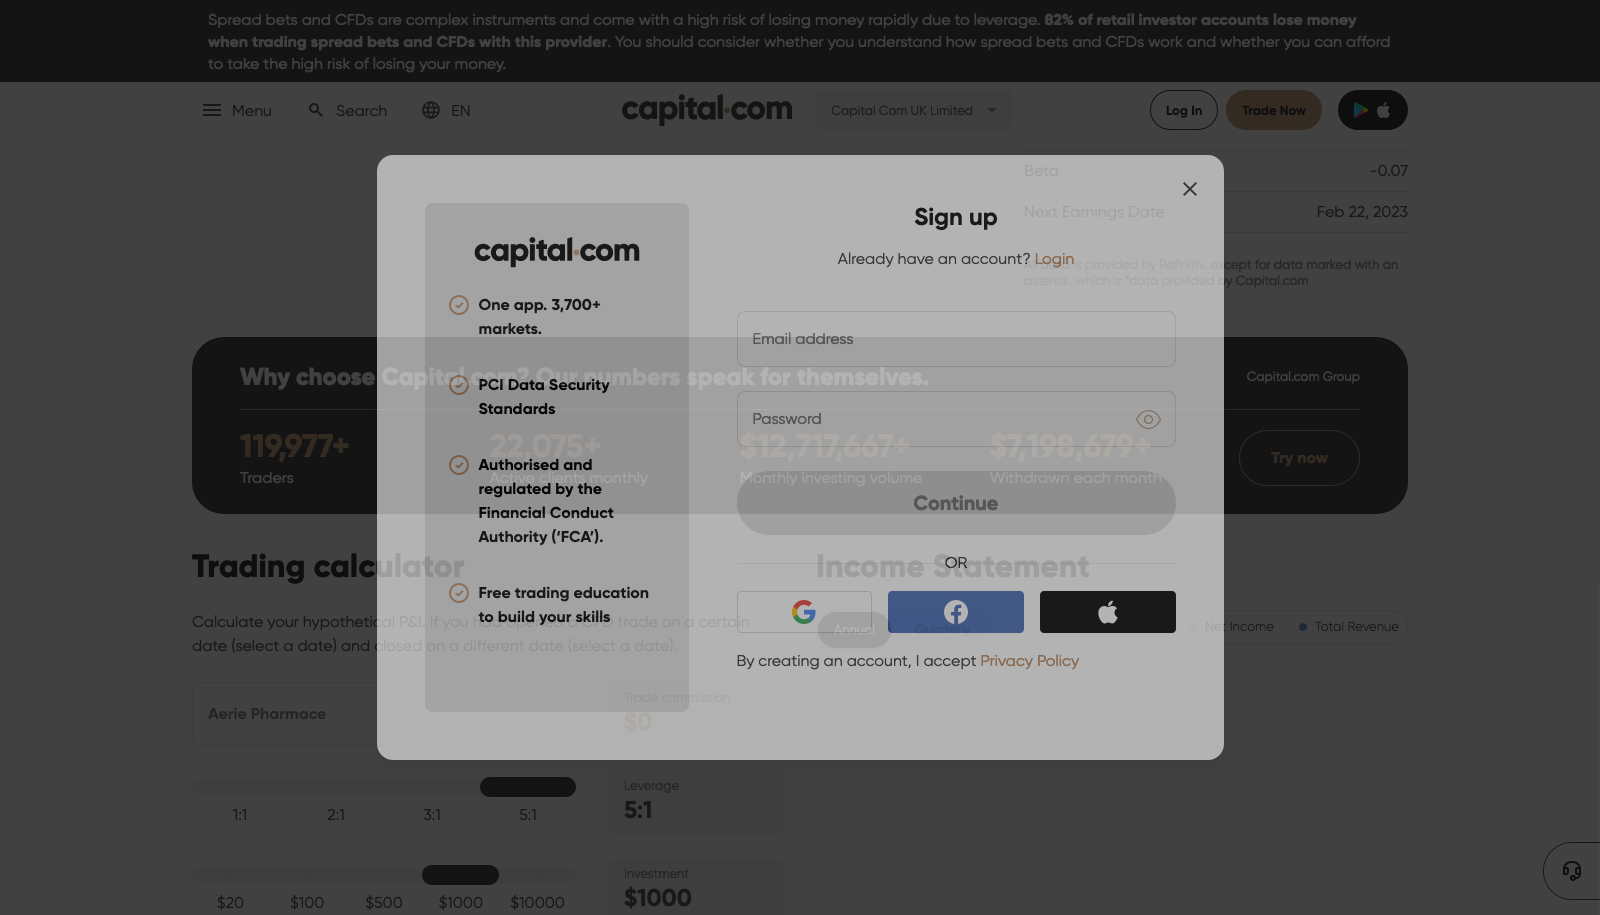 Spread bets and CFDs are complex instruments and come with a high risk of losing money rapidly due to leverage. 82% of retail investor accounts lose money
when trading spread bets and CFDs with this provider. You should consider whether you understand how spread bets and CFDs work and whether you can afford
to take the high risk of losing your money.
Menu
Search
EN
capital.com
Capital Com UK Limited
Log In
Trade Now
Beta
-0.07
Next Earnings Date
Feb 22, 2023
All data is provided by Refinitiv, except for data marked with an
asterisk, which is *data provided by Capital.com
Sign up
Already have an account? Login
capital.com
One app. 3,700+
markets.
PCI Data Security
Standards
Authorised and
regulated by the
Financial Conduct
Authority (‘FCA’).
Free trading education
to build your skills
Email address
Password
Continue
OR
By creating an account, I accept Privacy Policy
Why choose Capital.com? Our numbers speak for themselves.
Capital.com Group
119,977+
Traders
22,075+
Active clients monthly
$12,717,667+
Monthly investing volume
$7,198,679+
Withdrawn each month
Try now
Trading calculator
Calculate your hypothetical P&L if you had opened a CFD trade on a certain
date (select a date) and closed on a different date (select a date).
Income Statement
Annual
Quarterly
Net Income
Total Revenue
Aerie Pharmace
Trade commission
$0
1:1
2:1
3:1
5:1
Leverage
5:1
$20
$100
$500
$1000
$10000
Investment
$1000